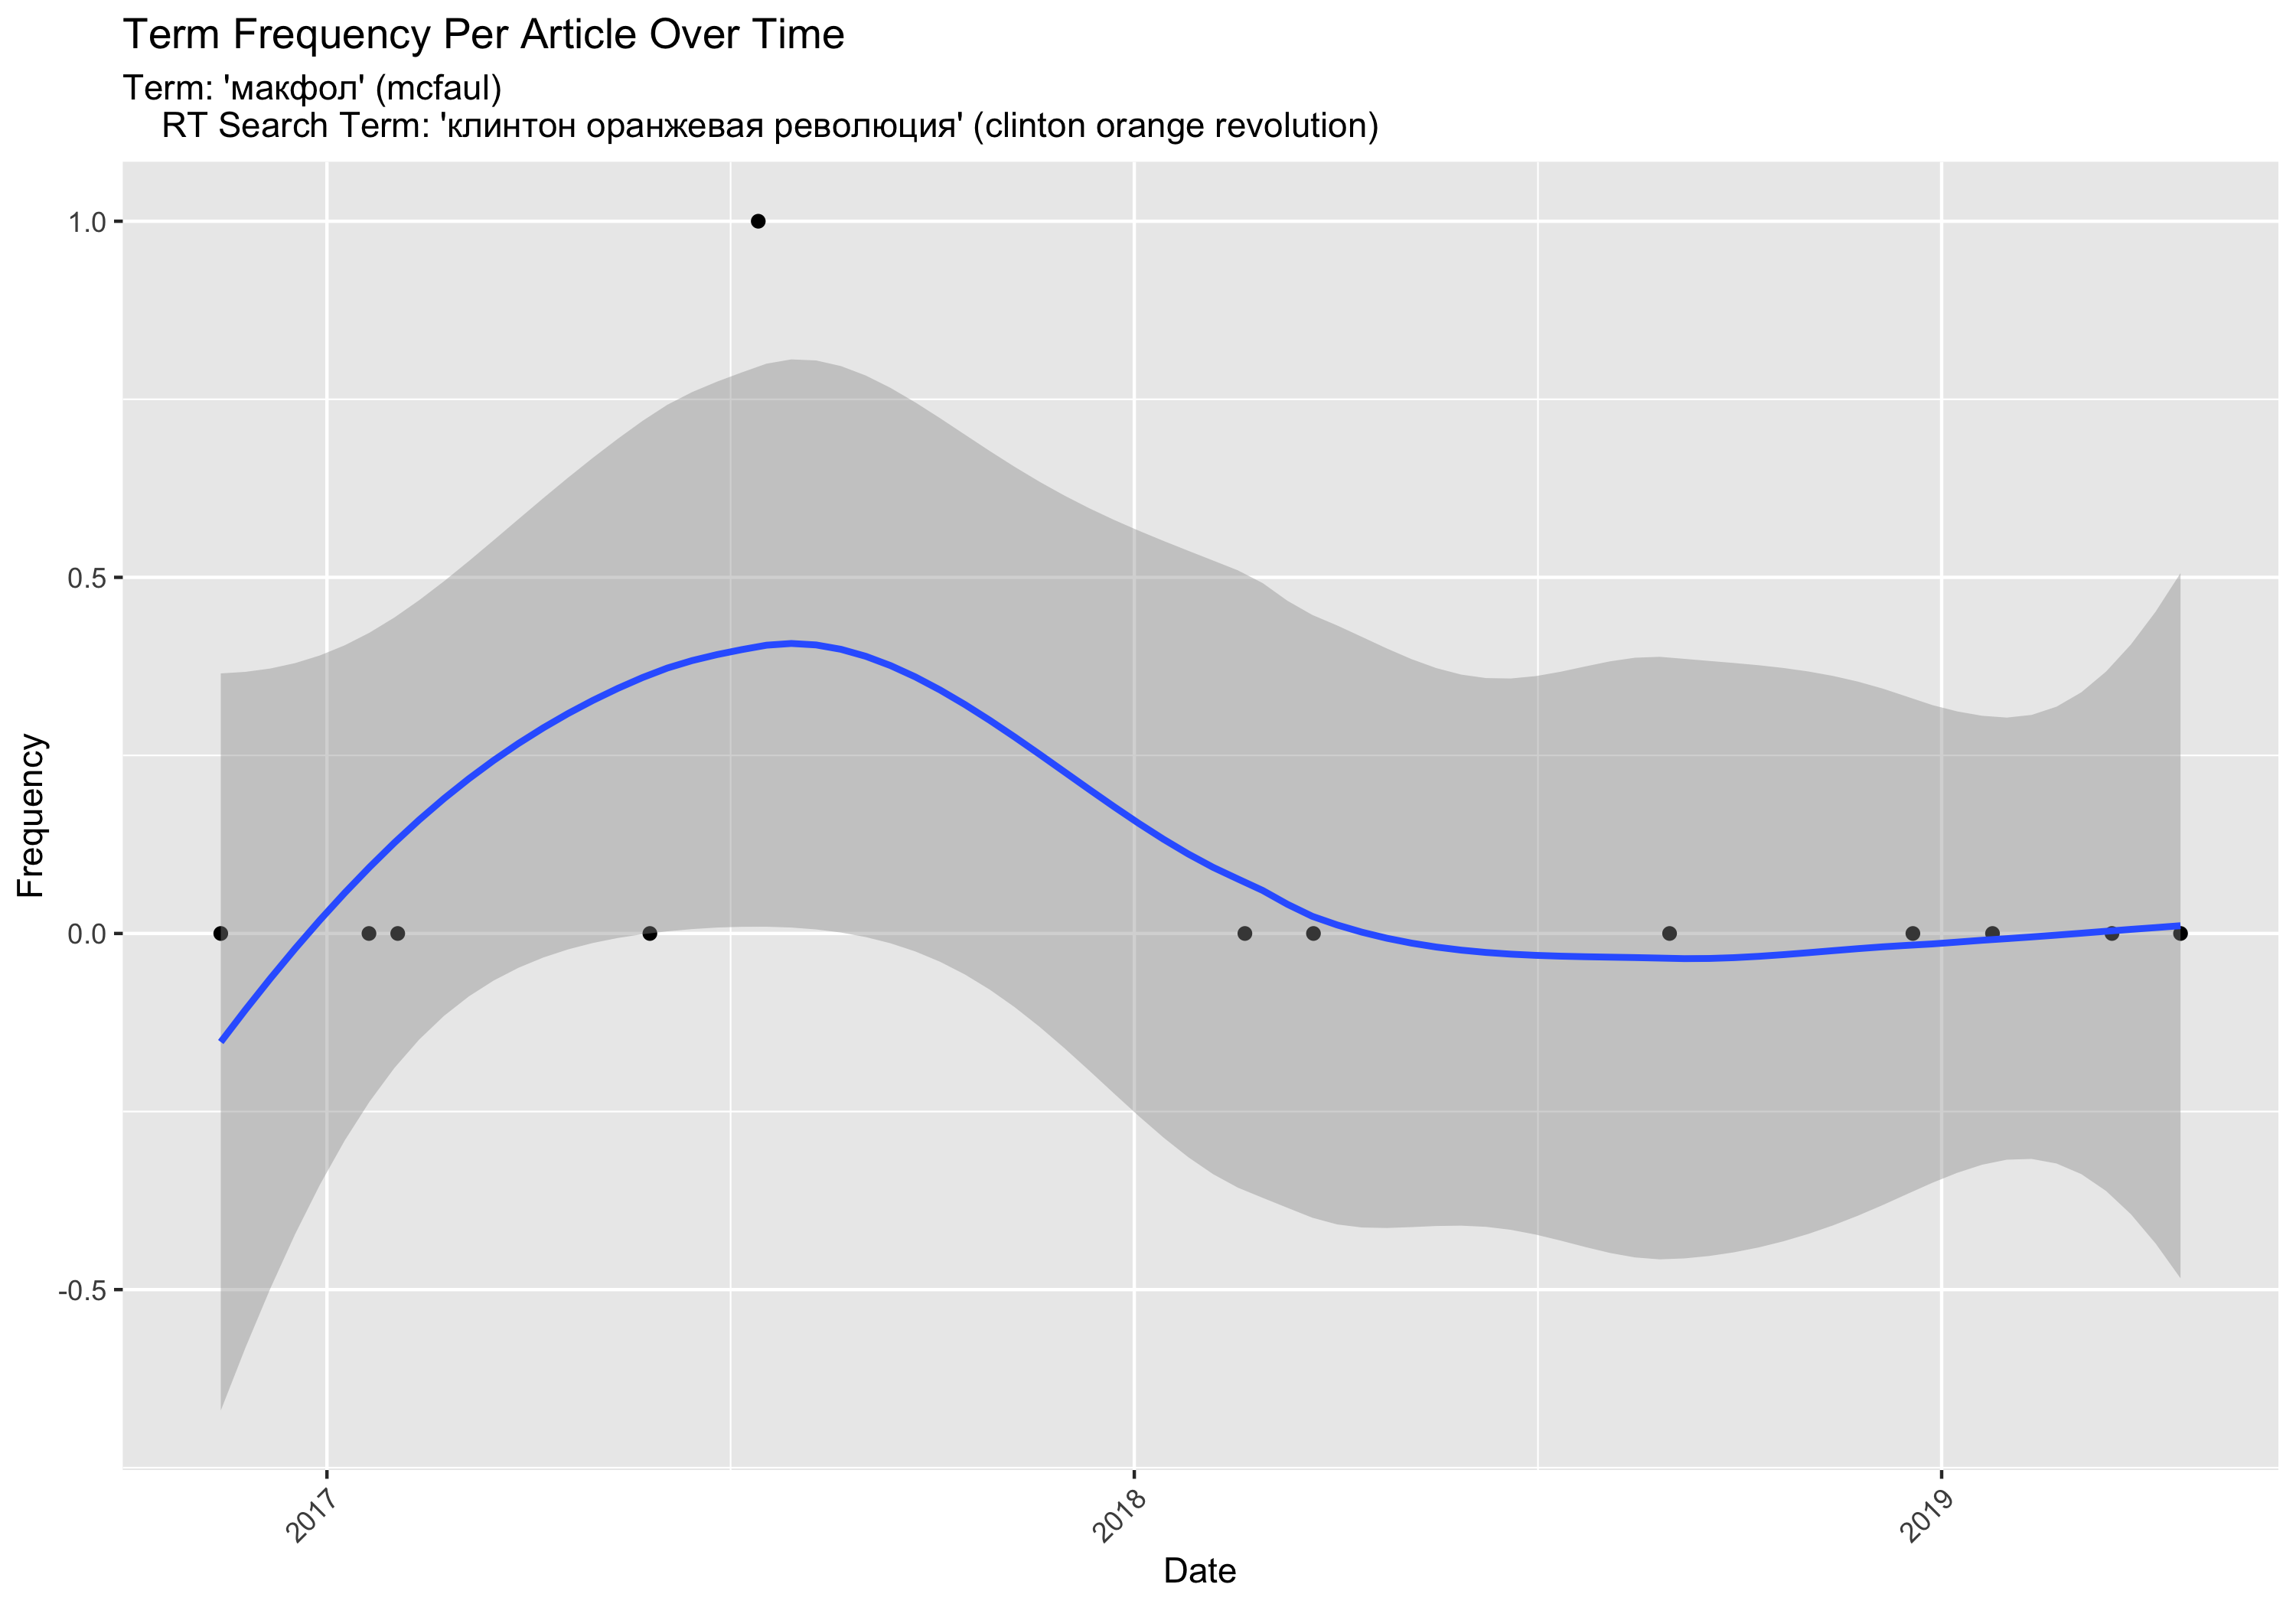 Term Frequency Per Article Over Time
Term: 'макфол' (mcfaul)
RT Search Term: 'клинтон оранжевая революция' (clinton orange revolution)
1.0
0.5
0.0
-0.5
Frequency
2017
2018
2019
Date